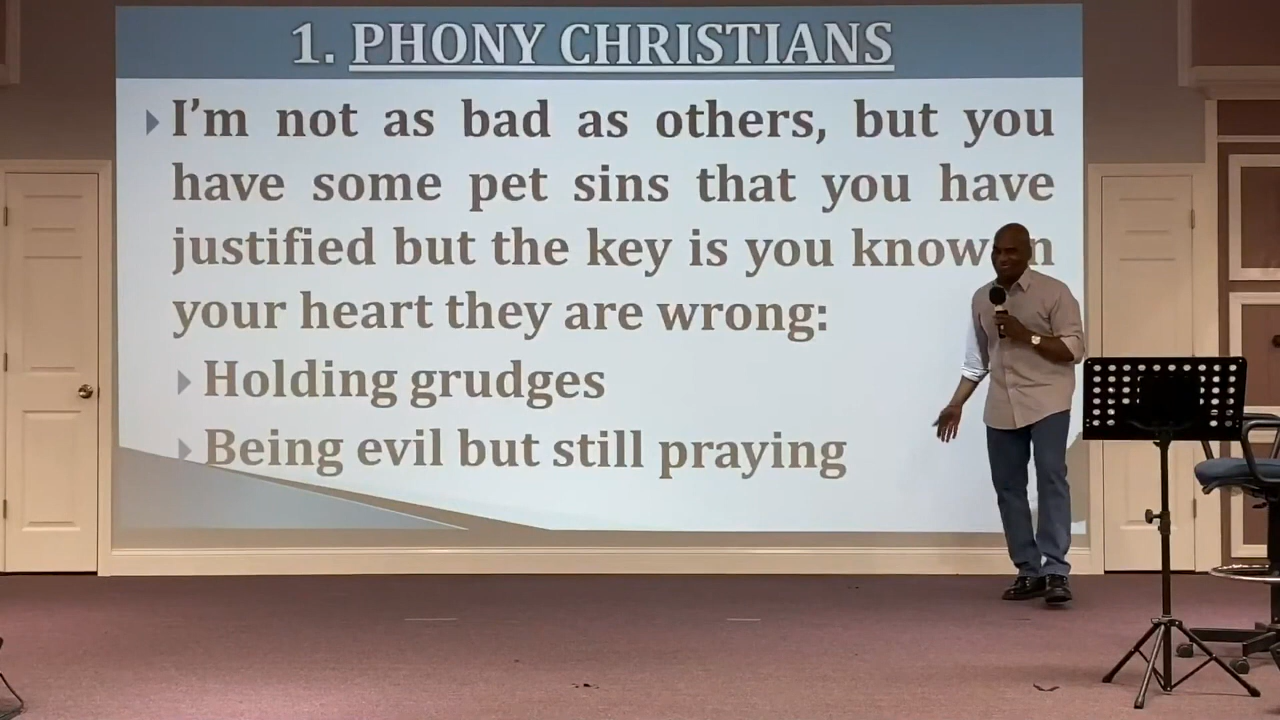 1. PHONY CHRISTIANS
I'm not as bad as others, but you
have some pet sins that you have
justified but the key is you know in
your heart they are wrong:
Holding grudges
Being evil but still praying